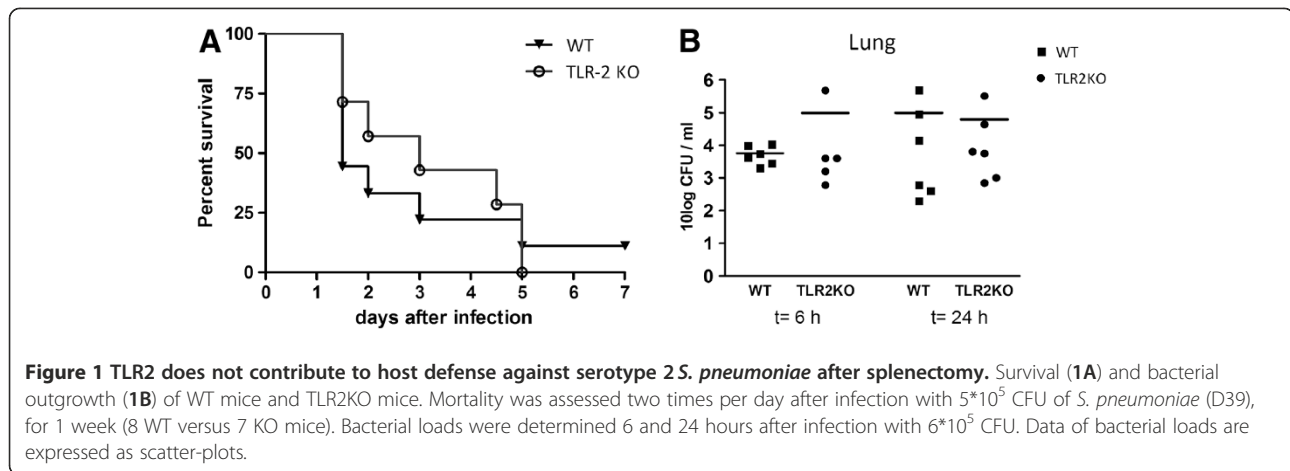 A
WT
TLR-2 KO
Percent survival
100
75
50
25
0
0 1 2 3 4 5 6 7
days after infection
B
Lung
WT
TLR2KO
10log CFU / ml
6
5
4
3
2
1
0
WT TLR2KO WT TLR2KO
t= 6 h t= 24 h
Figure 1 TLR2 does not contribute to host defense against serotype 2 S. pneumoniae after splenectomy. Survival (1A) and bacterial
outgrowth (1B) of WT mice and TLR2KO mice. Mortality was assessed two times per day after infection with 5*10⁵ CFU of S. pneumoniae (D39),
for 1 week (8 WT versus 7 KO mice). Bacterial loads were determined 6 and 24 hours after infection with 6*10⁵ CFU. Data of bacterial loads are
expressed as scatter-plots.